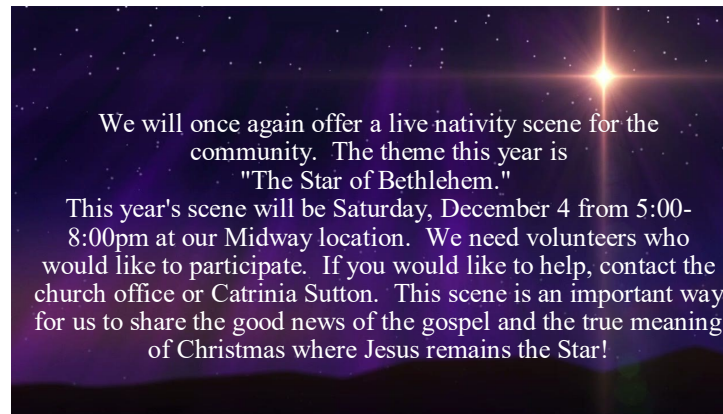 We will once again offer a live nativity scene for the
community.  The theme this year is
"The Star of Bethlehem."
This year's scene will be Saturday, December 4 from 5:00-
8:00pm at our Midway location.  We need volunteers who
would like to participate.  If you would like to help, contact the
church office or Catrinia Sutton.  This scene is an important way
for us to share the good news of the gospel and the true meaning
of Christmas where Jesus remains the Star!